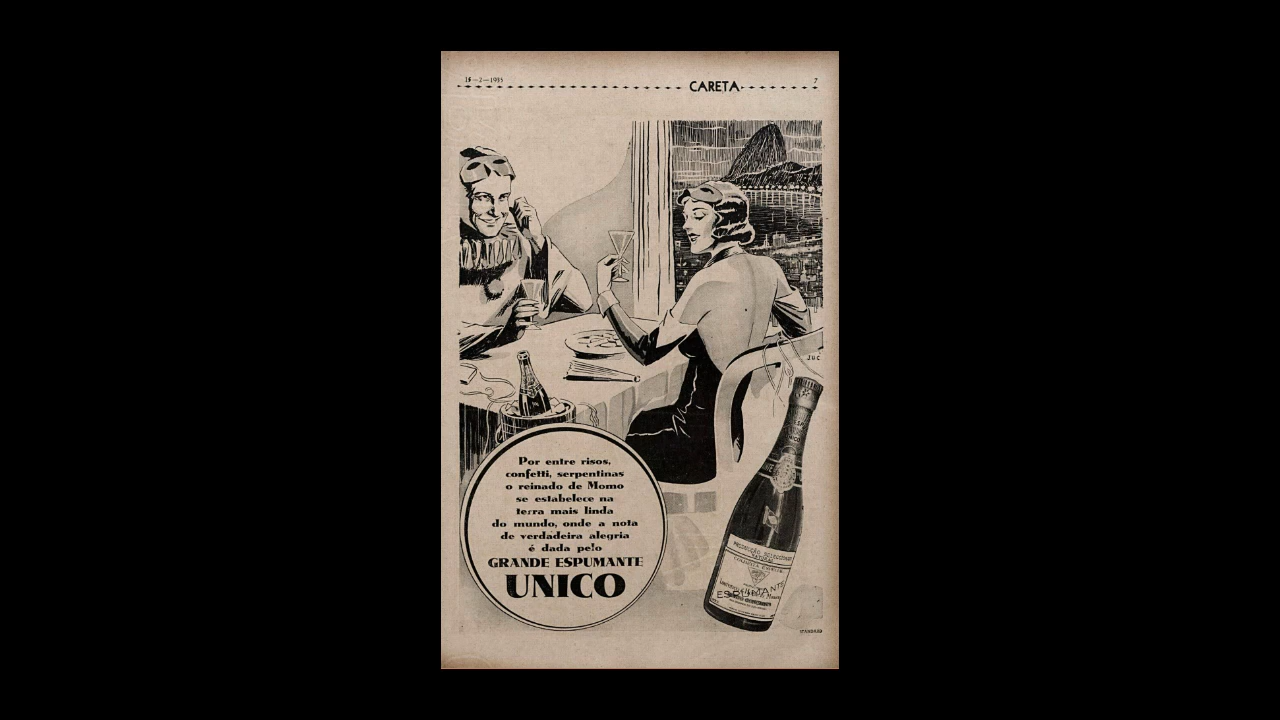 15—2—1935
CARETA
7
JUC
Por entre risos,
confetti, serpentinas
o reinado de Momo
se estabelece na
terra mais linda
do mundo, onde a nota
de verdadeira alegria
é dada pelo
GRANDE ESPUMANTE
UNICO
ESPUMANTE
STANDARD